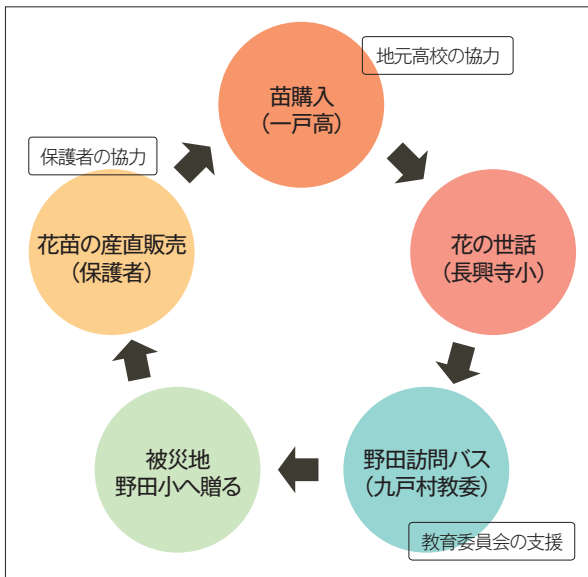 地元高校の協力
苗購入
（一戸高）
保護者の協力
花苗の産直販売
（保護者）
花の世話
（長興寺小）
被災地
野田小へ贈る
野田訪問バス
（九戸村教委）
教育委員会の支援